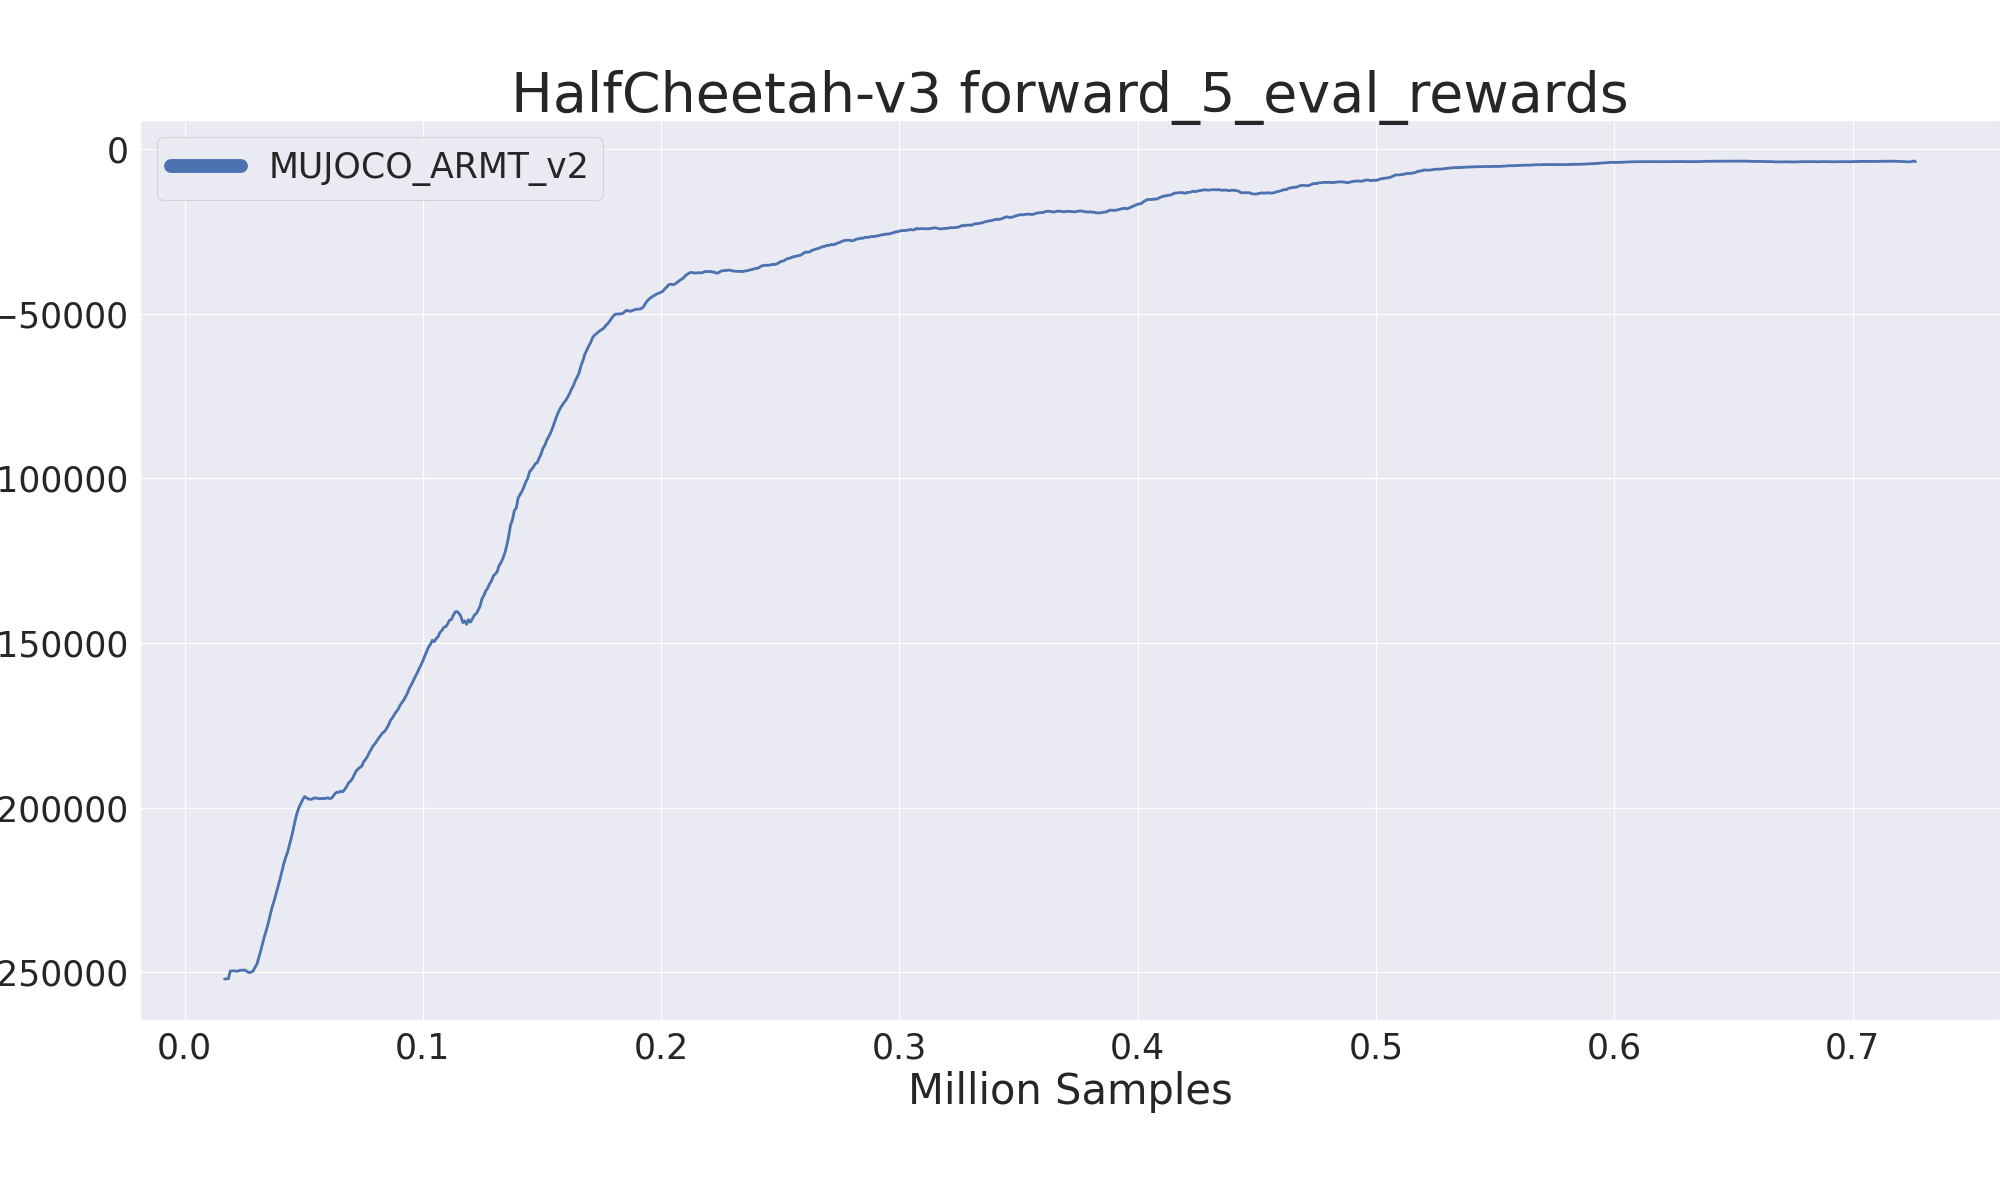 HalfCheetah-v3 forward_5_eval_rewards
MUJOCO_ARMT_v2
0
−50000
100000
150000
200000
250000
0.0 0.1 0.2 0.3 0.4 0.5 0.6 0.7
Million Samples